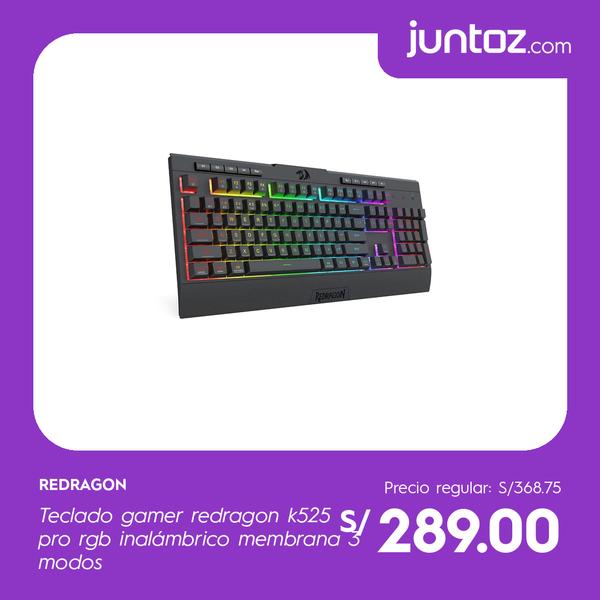 juntoz.com
REDRAGON
REDRAGON
Precio regular: S/368.75
Teclado gamer redragon k525
pro rgb inalámbrico membrana 3
modos
S/ 289.00